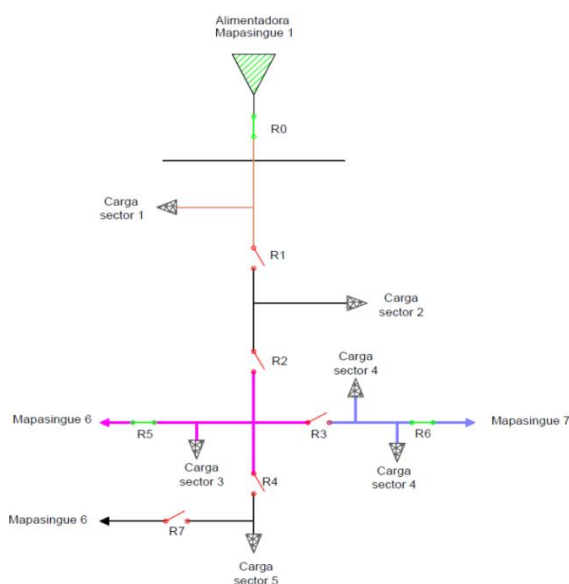 Alimentadora
Mapasingue 1
R0
Carga
sector 1
R1
Carga
sector 2
R2
Carga
sector 4
Mapasingue 6
R5
R3
R6
Mapasingue 7
Carga
sector 3
Carga
sector 4
R4
Mapasingue 6
R7
Carga
sector 5